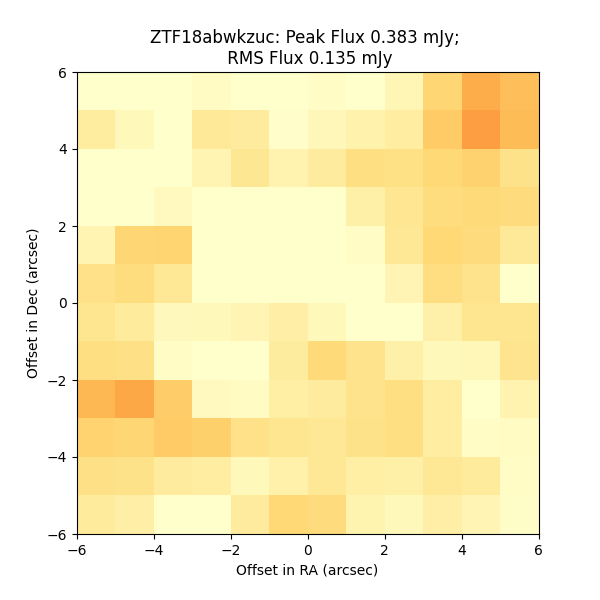 ZTF18abwkzuc: Peak Flux 0.383 mJy;
RMS Flux 0.135 mJy
6
4
2
0
−2
−4
−6
Offset in Dec (arcsec)
−6 −4 −2 0 2 4 6
Offset in RA (arcsec)